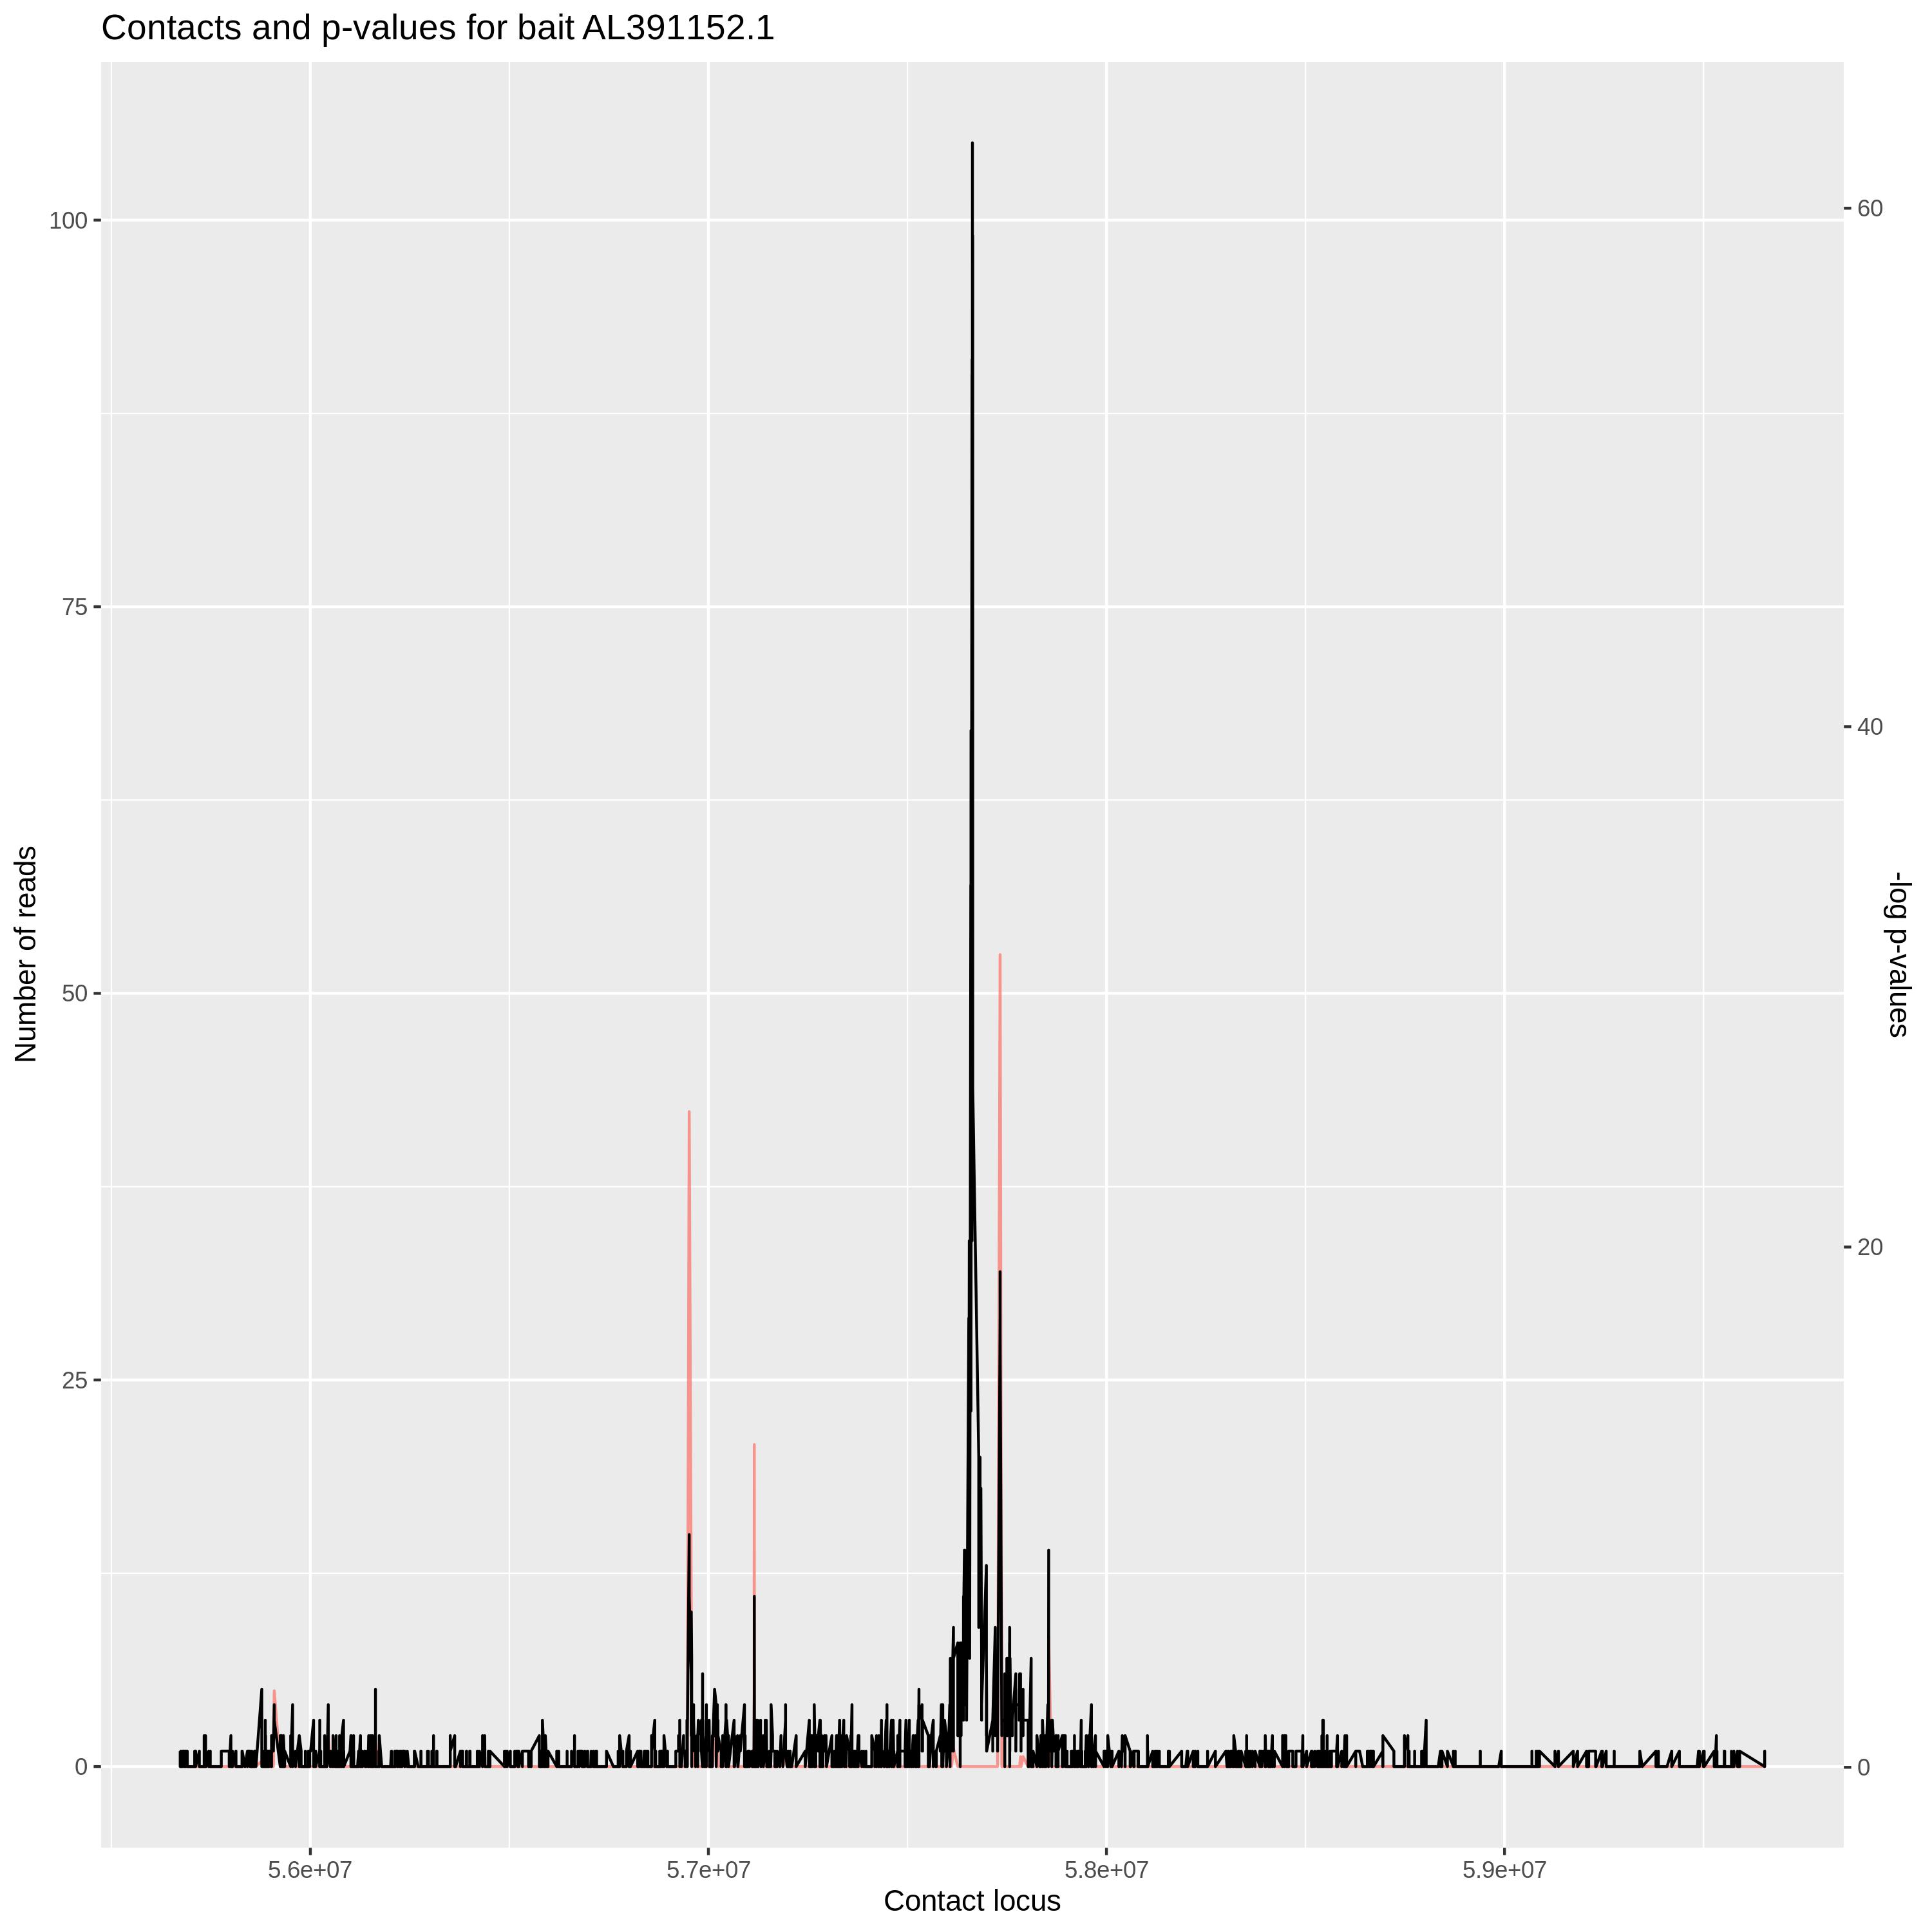 Contacts and p-values for bait AL391152.1
100
75
50
25
0
Number of reads
60
40
20
0
-log p-values
5.6e+07
5.7e+07
5.8e+07
5.9e+07
Contact locus